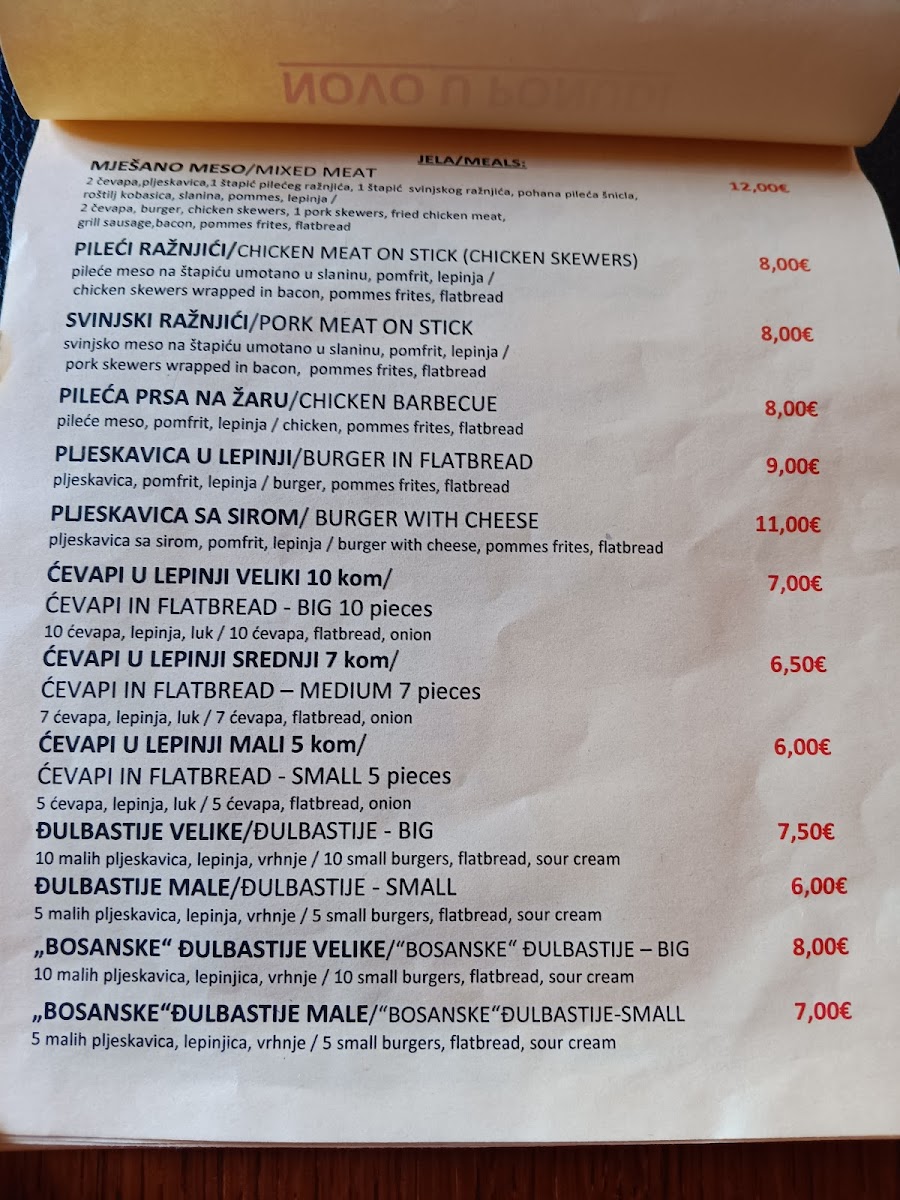 NOVO U PONUDI
JELA/MEALS:
MJEŠANO MESO/MIXED MEAT 12,00€
2 čevapa,pljeskavica,1 štapić pilećeg ražnjića, 1 štapić svinjskog ražnjića, pohana pileća šnicla,
roštilj kobasica, slanina, pommes, lepinja /
2 čevapa, burger, chicken skewers, 1 pork skewers, fried chicken meat,
grill sausage,bacon, pommes frites, flatbread
PILEĆI RAŽNJIĆI/CHICKEN MEAT ON STICK (CHICKEN SKEWERS) 8,00€
pileće meso na štapiću umotano u slaninu, pomfrit, lepinja /
chicken skewers wrapped in bacon, pommes frites, flatbread
SVINJSKI RAŽNJIĆI/PORK MEAT ON STICK 8,00€
svinjsko meso na štapiću umotano u slaninu, pomfrit, lepinja /
pork skewers wrapped in bacon, pommes frites, flatbread
PILEĆA PRSA NA ŽARU/CHICKEN BARBECUE 8,00€
pileće meso, pomfrit, lepinja / chicken, pommes frites, flatbread
PLJESKAVICA U LEPINJI/BURGER IN FLATBREAD 9,00€
pljeskavica, pomfrit, lepinja / burger, pommes frites, flatbread
PLJESKAVICA SA SIROM/ BURGER WITH CHEESE 11,00€
pljeskavica sa sirom, pomfrit, lepinja / burger with cheese, pommes frites, flatbread
ĆEVAPI U LEPINJI VELIKI 10 kom/ 7,00€
ĆEVAPI IN FLATBREAD - BIG 10 pieces
10 ćevapa, lepinja, luk / 10 ćevapa, flatbread, onion
ĆEVAPI U LEPINJI SREDNJI 7 kom/ 6,50€
ĆEVAPI IN FLATBREAD – MEDIUM 7 pieces
7 ćevapa, lepinja, luk / 7 ćevapa, flatbread, onion
ĆEVAPI U LEPINJI MALI 5 kom/ 6,00€
ĆEVAPI IN FLATBREAD - SMALL 5 pieces
5 ćevapa, lepinja, luk / 5 ćevapa, flatbread, onion
ĐULBASTIJE VELIKE/ĐULBASTIJE - BIG 7,50€
10 malih pljeskavica, lepinja, vrhnje / 10 small burgers, flatbread, sour cream
ĐULBASTIJE MALE/ĐULBASTIJE - SMALL 6,00€
5 malih pljeskavica, lepinja, vrhnje / 5 small burgers, flatbread, sour cream
„BOSANSKE“ ĐULBASTIJE VELIKE/“BOSANSKE“ ĐULBASTIJE – BIG 8,00€
10 malih pljeskavica, lepinjica, vrhnje / 10 small burgers, flatbread, sour cream
„BOSANSKE“ĐULBASTIJE MALE/“BOSANSKE“ĐULBASTIJE-SMALL 7,00€
5 malih pljeskavica, lepinjica, vrhnje / 5 small burgers, flatbread, sour cream